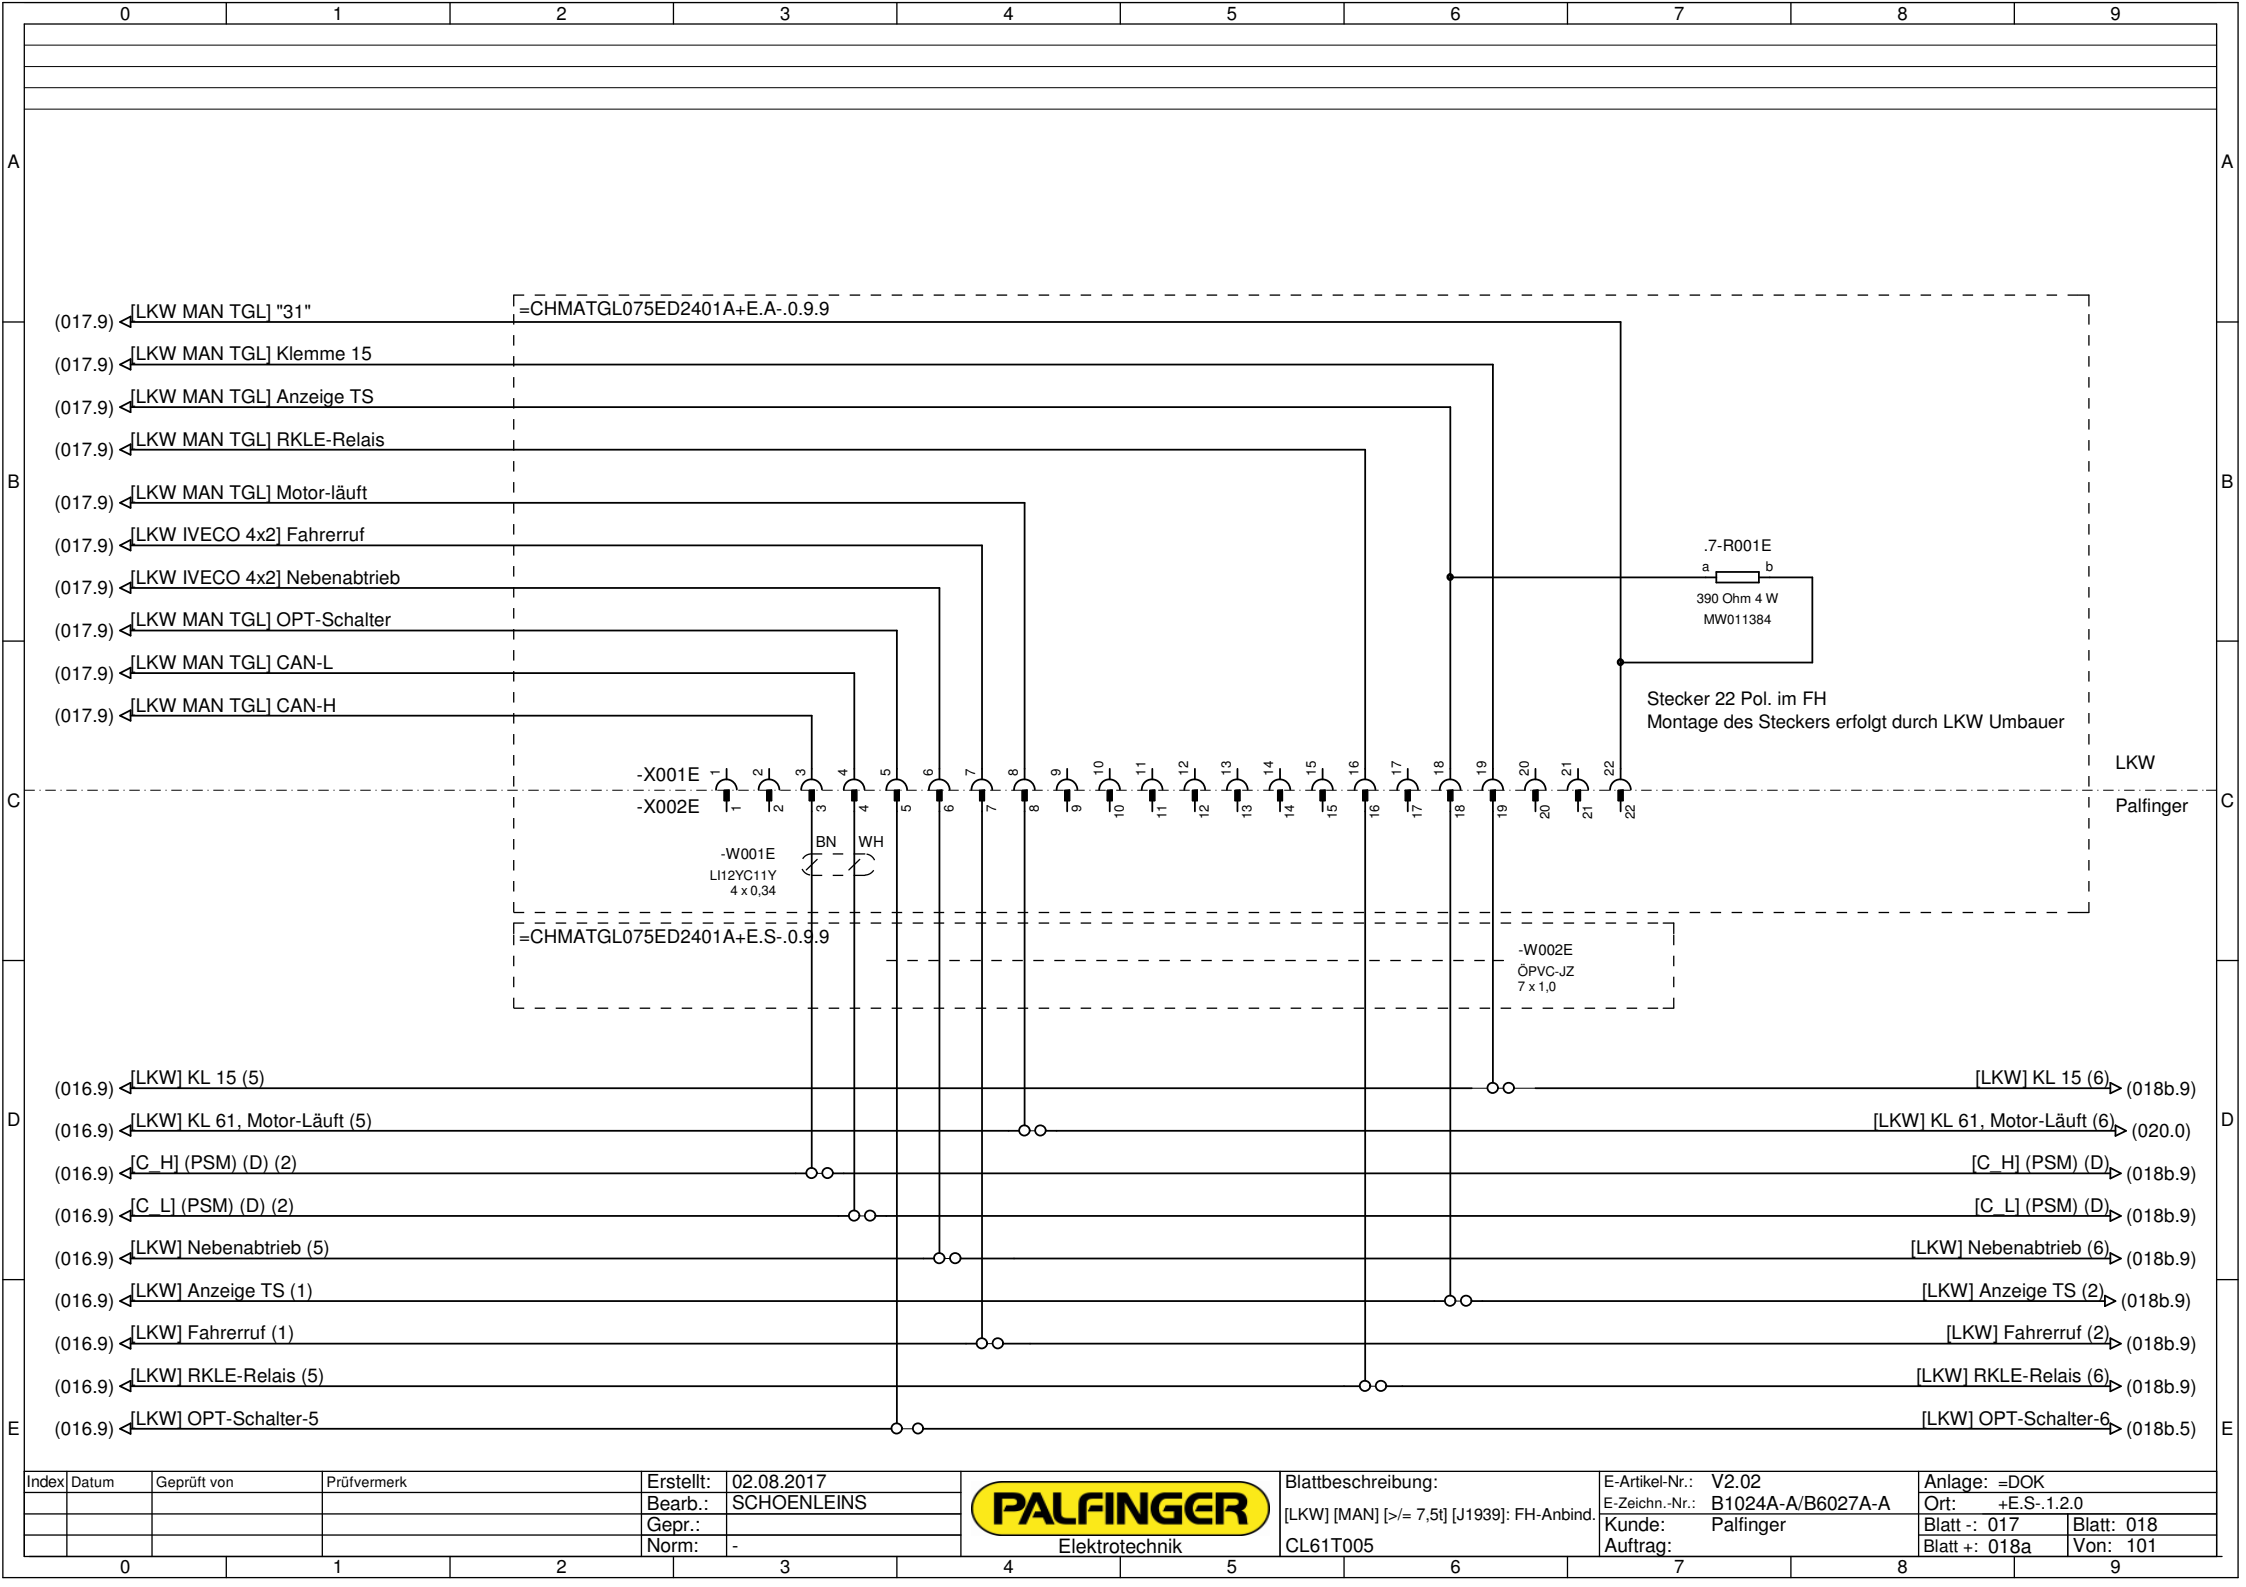 0 1 2 3 4 5 6 7 8 9
A A
=CHMATGL075ED2401A+E.A-.0.9.9
(017.9) [LKW MAN TGL] "31"
(017.9) [LKW MAN TGL] Klemme 15
(017.9) [LKW MAN TGL] Anzeige TS
(017.9) [LKW MAN TGL] RKLE-Relais
B B
(017.9) [LKW MAN TGL] Motor-läuft
(017.9) [LKW IVECO 4x2] Fahrerruf
(017.9) [LKW IVECO 4x2] Nebenabtrieb
(017.9) [LKW MAN TGL] OPT-Schalter
(017.9) [LKW MAN TGL] CAN-L
(017.9) [LKW MAN TGL] CAN-H
.7-R001E
a b
390 Ohm 4 W
MW011384
Stecker 22 Pol. im FH
Montage des Steckers erfolgt durch LKW Umbauer
-X001E 1 2 3 4 5 6 7 8 9 10 11 12 13 14 15 16 17 18 19 20 21 22
LKW
C C
-X002E 1 2 3 4 5 6 7 8 9 10 11 12 13 14 15 16 17 18 19 20 21 22
Palfinger
BN WH
-W001E
LI12YC11Y
4 x 0,34
=CHMATGL075ED2401A+E.S-.0.9.9
-W002E
ÖPVC-JZ
7 x 1,0
(016.9) [LKW] KL 15 (5) [LKW] KL 15 (6) (018b.9)
D D
(016.9) [LKW] KL 61, Motor-Läuft (5) [LKW] KL 61, Motor-Läuft (6) (020.0)
(016.9) [C_H] (PSM) (D) (2) [C_H] (PSM) (D) (018b.9)
(016.9) [C_L] (PSM) (D) (2) [C_L] (PSM) (D) (018b.9)
(016.9) [LKW] Nebenabtrieb (5) [LKW] Nebenabtrieb (6) (018b.9)
(016.9) [LKW] Anzeige TS (1) [LKW] Anzeige TS (2) (018b.9)
(016.9) [LKW] Fahrerruf (1) [LKW] Fahrerruf (2) (018b.9)
(016.9) [LKW] RKLE-Relais (5) [LKW] RKLE-Relais (6) (018b.9)
E E
(016.9) [LKW] OPT-Schalter-5 [LKW] OPT-Schalter-6 (018b.5)
Index Datum Geprüft von Prüfvermerk
Erstellt: 02.08.2017
Bearb.: SCHOENLEINS
Gepr.:
Norm: -
PALFINGER
Elektrotechnik
Blattbeschreibung:
[LKW] [MAN] [>/= 7,5t] [J1939]: FH-Anbind.
CL61T005
E-Artikel-Nr.: V2.02
E-Zeichn.-Nr.: B1024A-A/B6027A-A
Kunde: Palfinger
Auftrag:
Anlage: =DOK
Ort: +E.S-.1.2.0
Blatt -: 017 Blatt: 018
Blatt +: 018a Von: 101
0 1 2 3 4 5 6 7 8 9